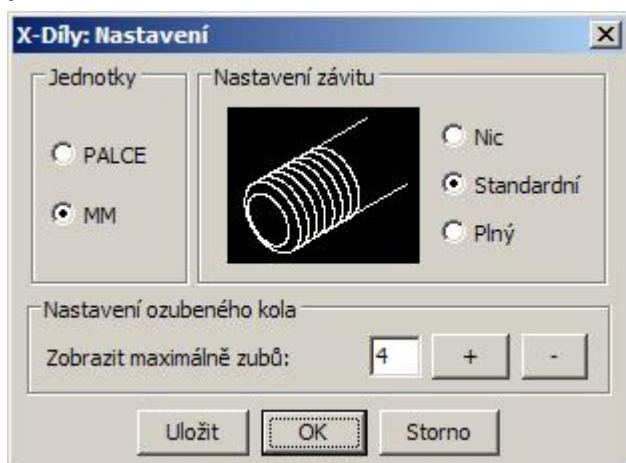 X-Díly: Nastavení
Jednotky
PALCE
MM
Nastavení závitu
Nic
Standardní
Plný
Nastavení ozubeného kola
Zobrazit maximálně zubů: 4 + -
Uložit OK Storno